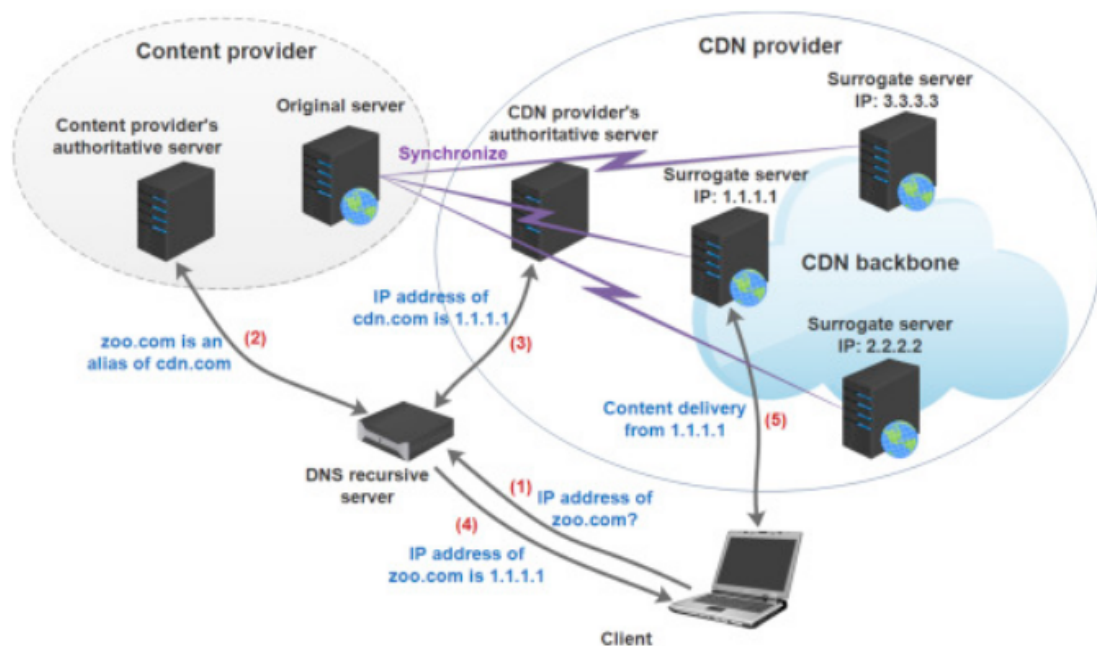 Content provider
CDN provider
Original server
Content provider's
authoritative server
CDN provider's
authoritative server
Surrogate server
IP: 3.3.3.3
Synchronize
Surrogate server
IP: 1.1.1.1
CDN backbone
IP address of
cdn.com is 1.1.1.1
zoo.com is an
alias of cdn.com
(2)
(3)
Surrogate server
IP: 2.2.2.2
Content delivery
from 1.1.1.1
(5)
DNS recursive
server
(1)
IP address of
zoo.com?
(4)
IP address of
zoo.com is 1.1.1.1
Client